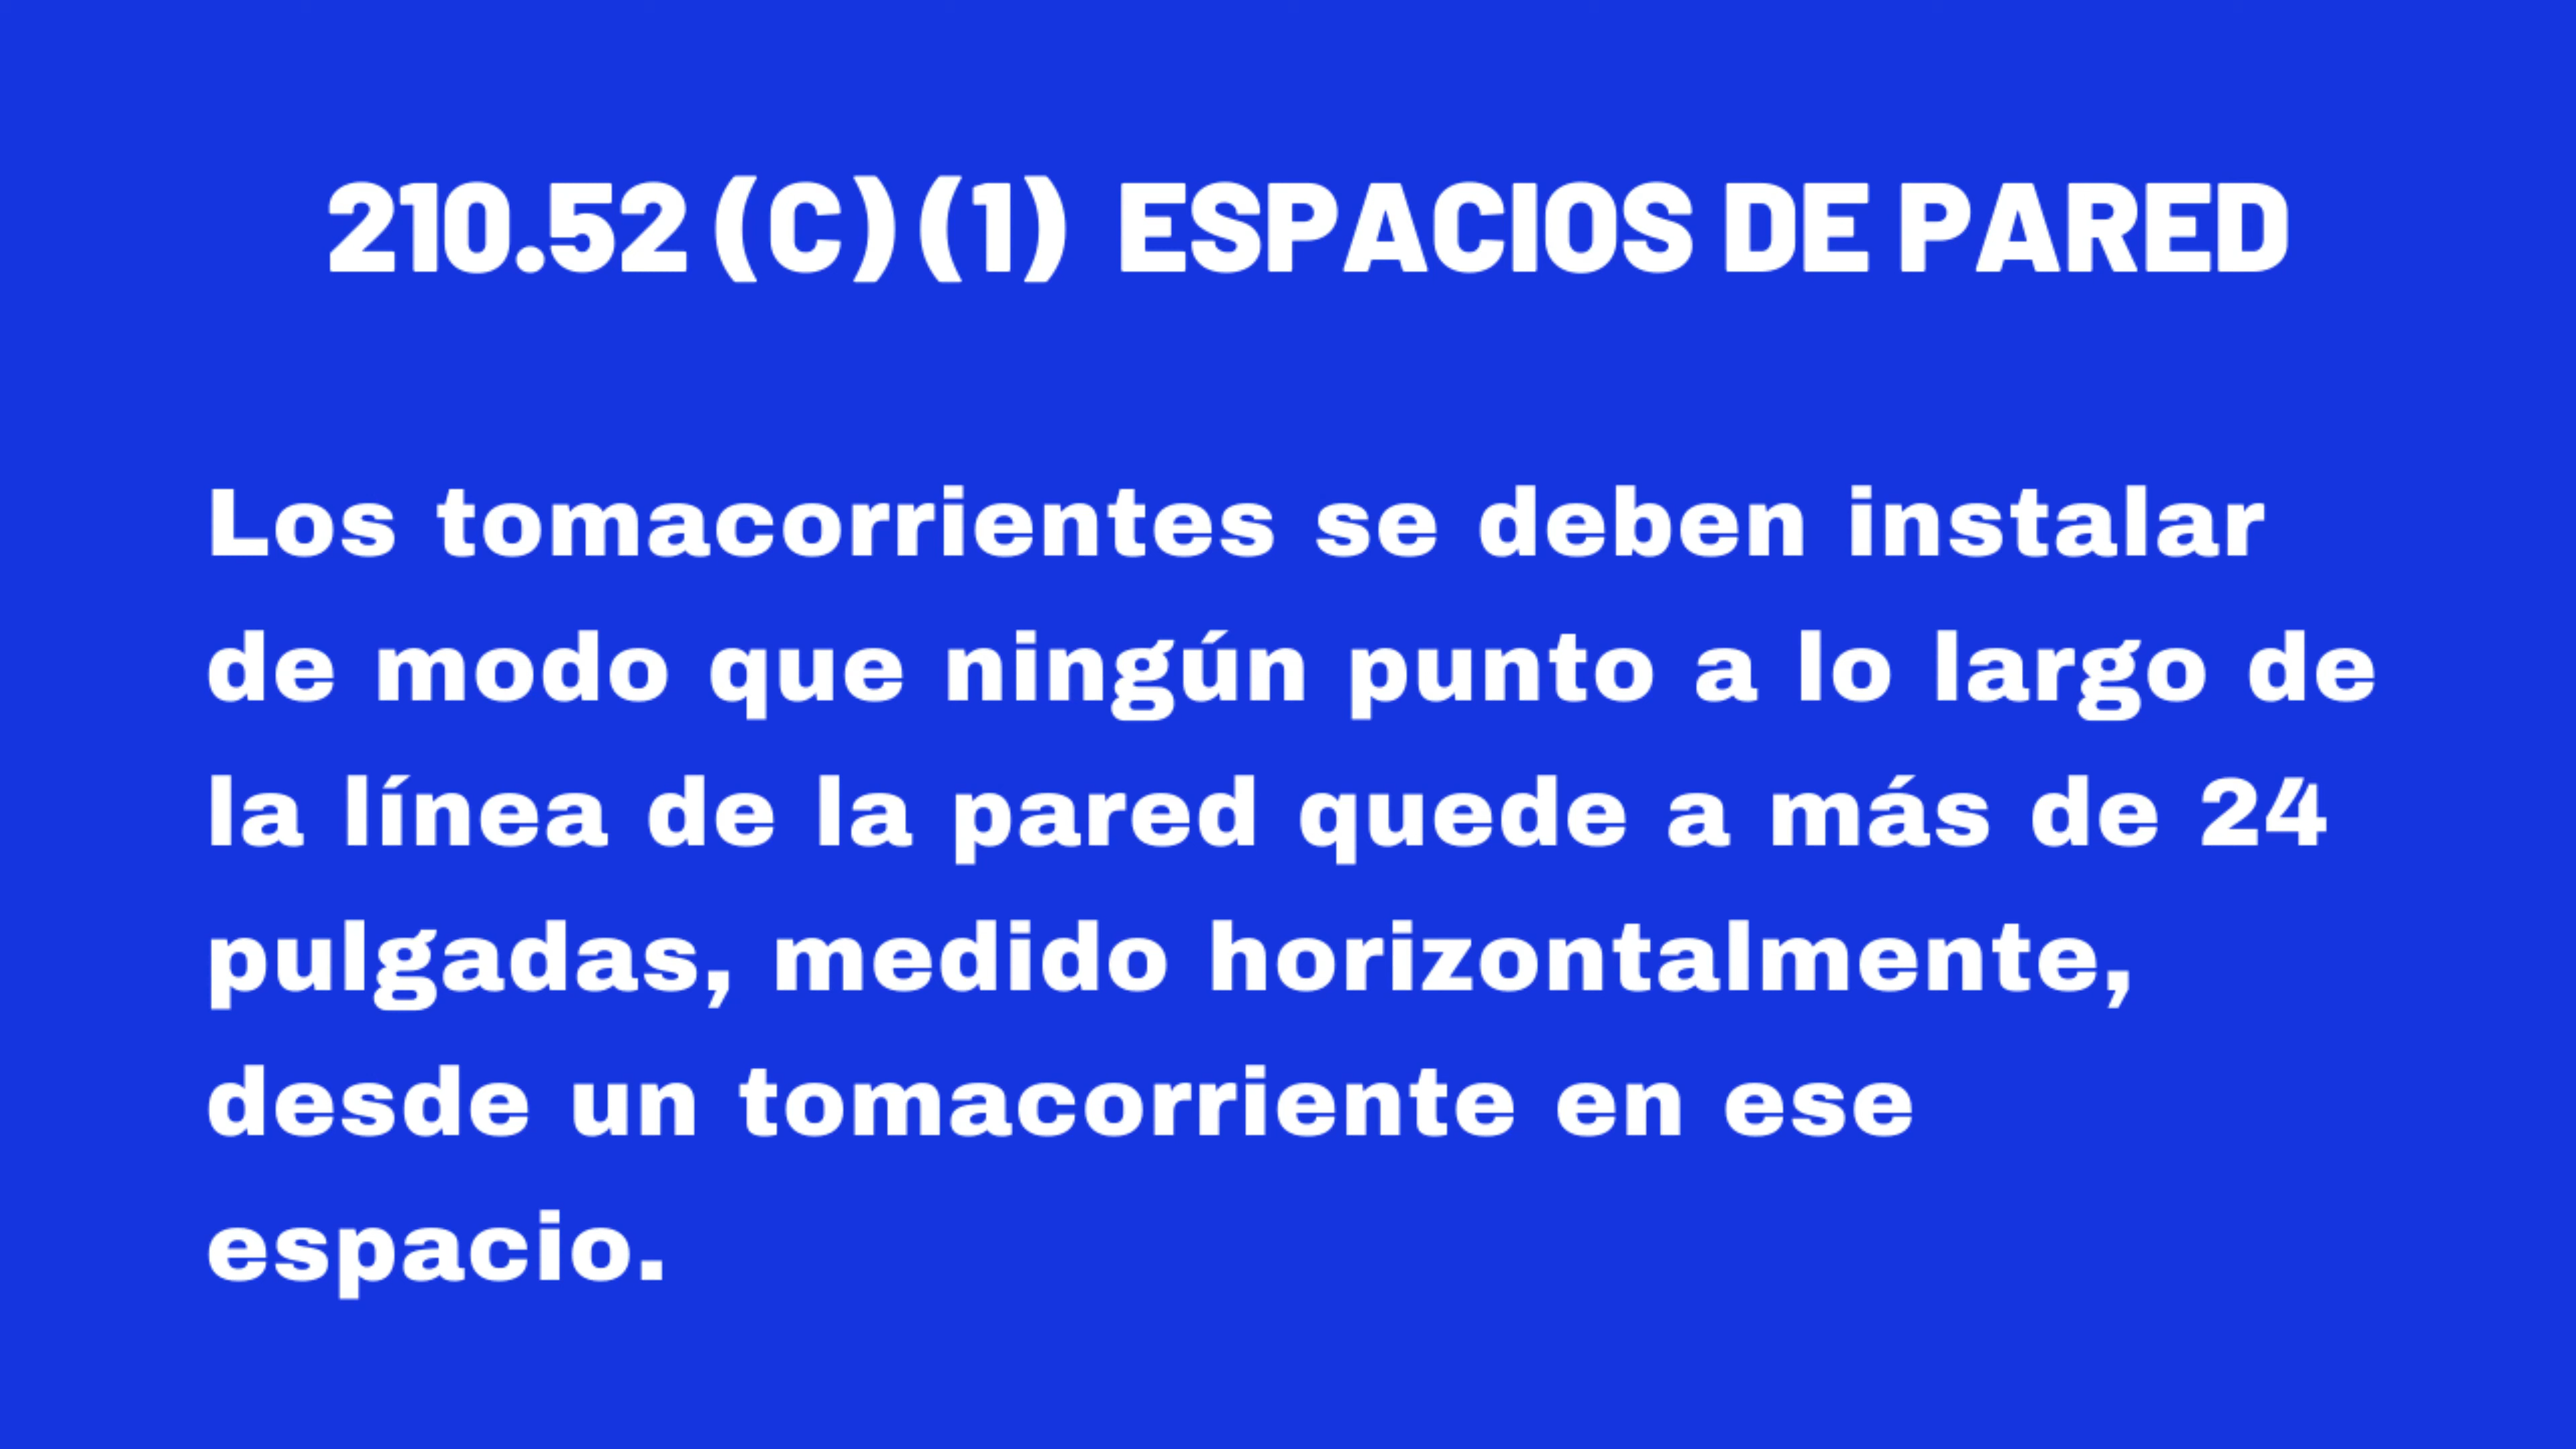 210.52 (C) (1) ESPACIOS DE PARED
Los tomacorrientes se deben instalar
de modo que ningún punto a lo largo de
la línea de la pared quede a más de 24
pulgadas, medido horizontalmente,
desde un tomacorriente en ese
espacio.